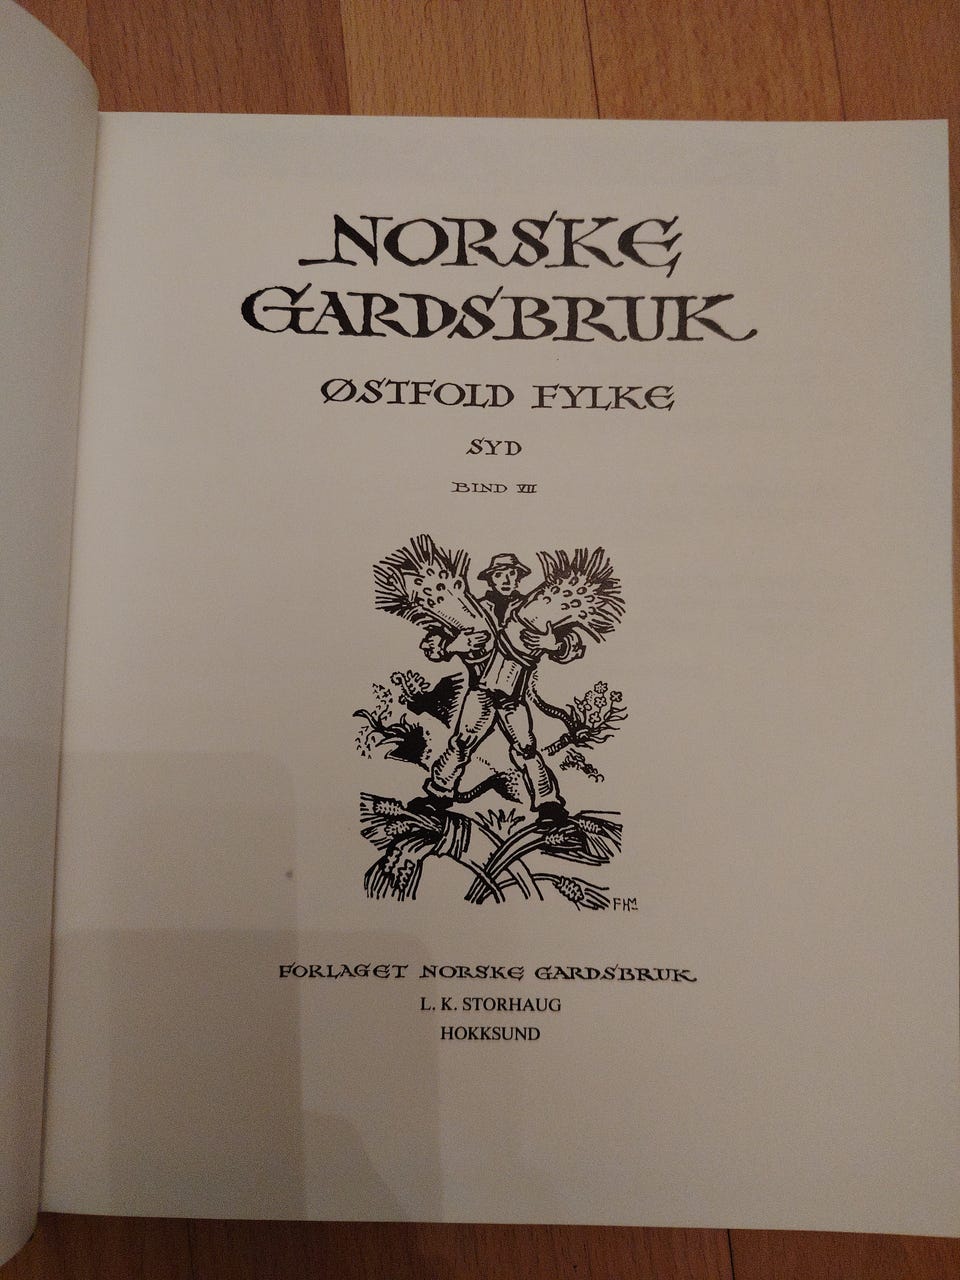 NORSKE
GARDSBRUK
ØSTFOLD FYLKE
SYD
BIND VII
FHM
FORLAGET NORSKE GARDSBRUK
L. K. STORHAUG
HOKKSUND